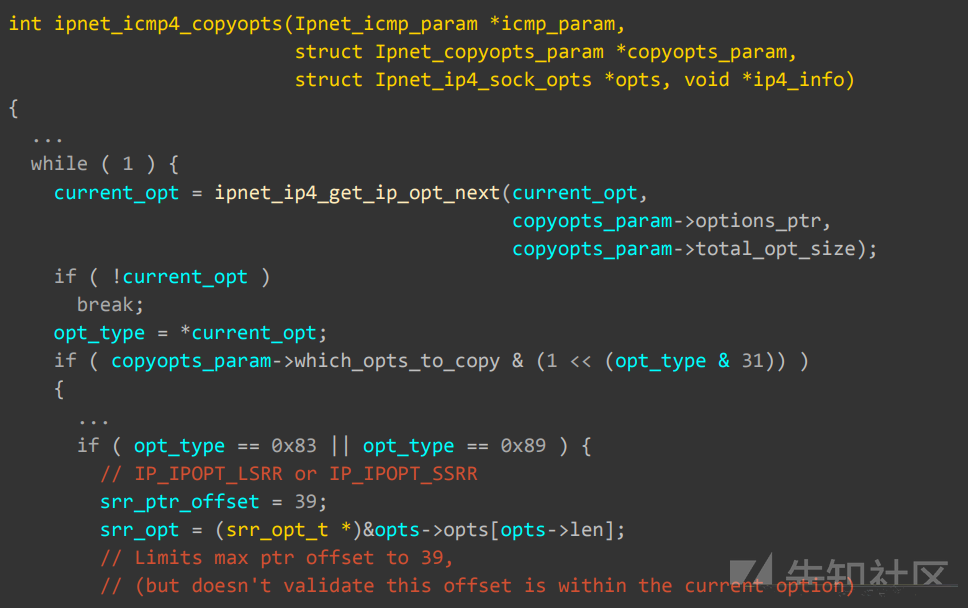 int ipnet_icmp4_copyopts(Ipnet_icmp_param *icmp_param,
struct Ipnet_copyopts_param *copyopts_param,
struct Ipnet_ip4_sock_opts *opts, void *ip4_info)
{
...
while ( 1 ) {
current_opt = ipnet_ip4_get_ip_opt_next(current_opt,
copyopts_param->options_ptr,
copyopts_param->total_opt_size);
if ( !current_opt )
break;
opt_type = *current_opt;
if ( copyopts_param->which_opts_to_copy & (1 << (opt_type & 31)) )
{
...
if ( opt_type == 0x83 || opt_type == 0x89 ) {
// IP_IPOPT_LSRR or IP_IPOPT_SSRR
srr_ptr_offset = 39;
srr_opt = (srr_opt_t *)&opts->opts[opts->len];
// Limits max ptr offset to 39,
// (but doesn't validate this offset is within the current option)
先知社区